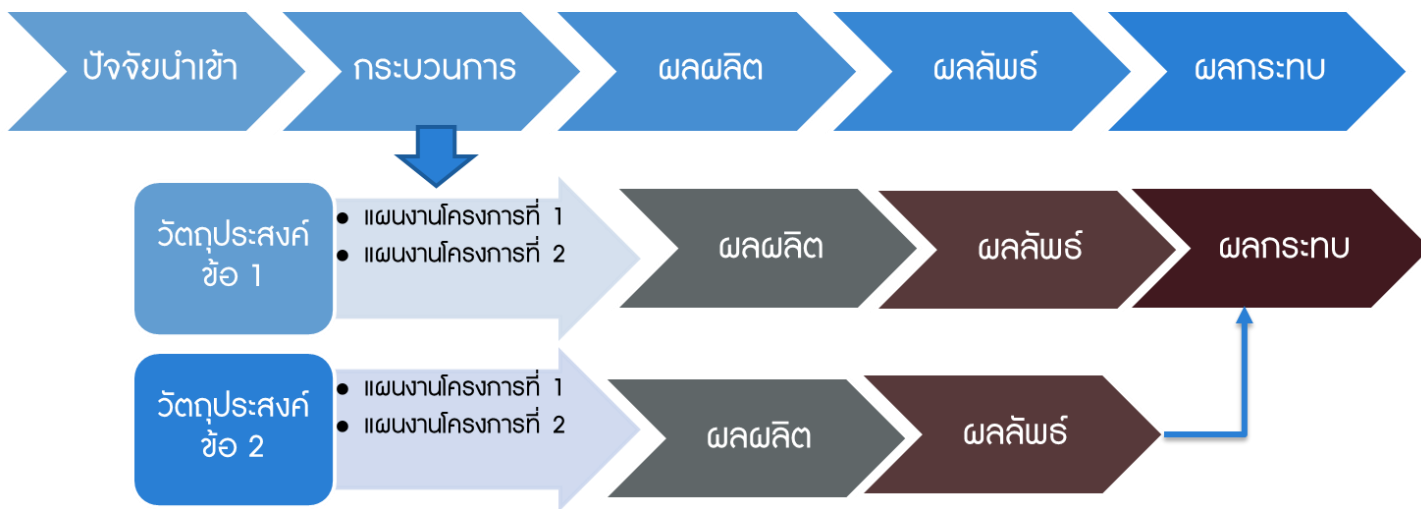 ปัจจัยนำเข้า
กระบวนการ
ผลผลิต
ผลลัพธ์
ผลกระทบ
วัตถุประสงค์
ข้อ 1
• แผนงานโครงการที่ 1
• แผนงานโครงการที่ 2
ผลผลิต
ผลลัพธ์
ผลกระทบ
วัตถุประสงค์
ข้อ 2
• แผนงานโครงการที่ 1
• แผนงานโครงการที่ 2
ผลผลิต
ผลลัพธ์